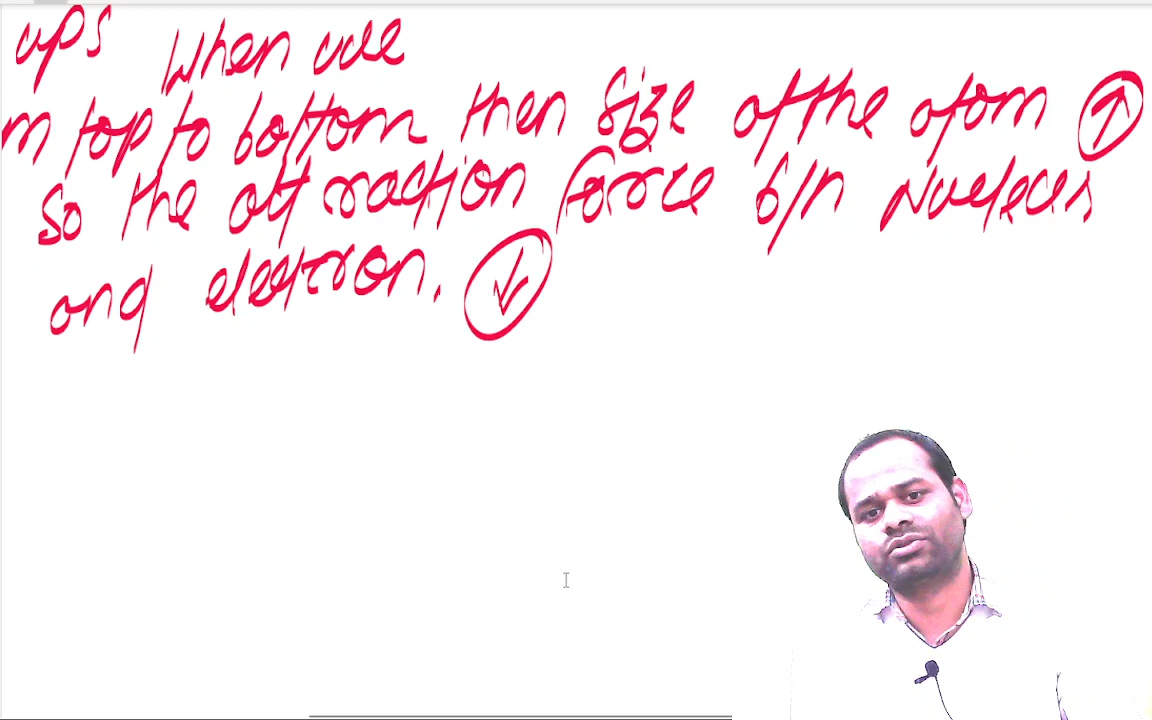 ups When we
m top to bottom then size of the atom ↑
So the attraction force b/n Nucleus
and electron. ↓